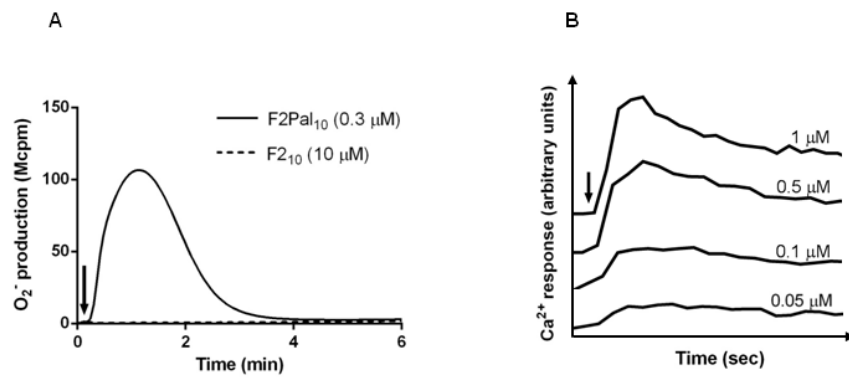 A
O₂⁻ production (Mcpm)
150
100
50
0
0
2
4
6
Time (min)
F2Pal₁₀ (0.3 μM)
F2₁₀ (10 μM)
B
Ca²⁺ response (arbitrary units)
1 μM
0.5 μM
0.1 μM
0.05 μM
Time (sec)